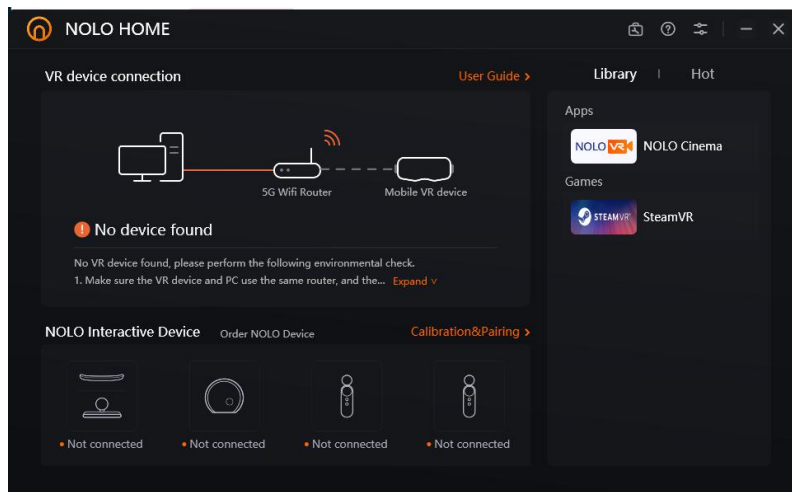 NOLO HOME
VR device connection
User Guide >
5G Wifi Router
Mobile VR device
No device found
No VR device found, please perform the following environmental check.
1. Make sure the VR device and PC use the same router, and the... Expand
NOLO Interactive Device
Order NOLO Device
Calibration&Pairing >
Not connected
Not connected
Not connected
Not connected
Library
Hot
Apps
NOLO VR
NOLO Cinema
Games
STEAMVR
SteamVR